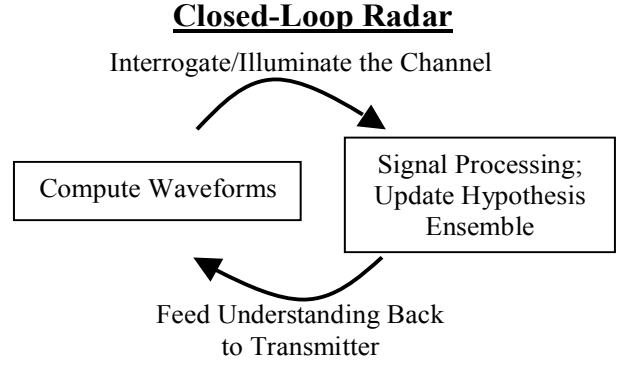 Closed-Loop Radar
Interrogate/Illuminate the Channel
Compute Waveforms
Signal Processing;
Update Hypothesis
Ensemble
Feed Understanding Back
to Transmitter